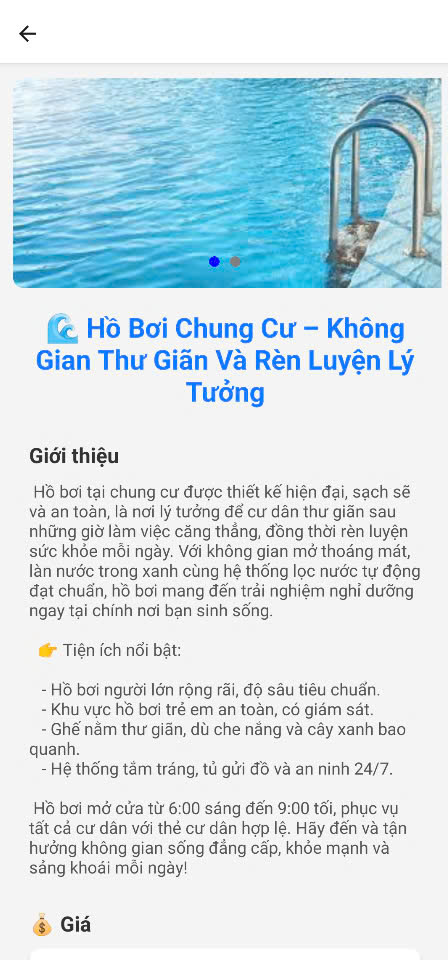 🌊 Hồ Bơi Chung Cư – Không
Gian Thư Giãn Và Rèn Luyện Lý
Tưởng
Giới thiệu
Hồ bơi tại chung cư được thiết kế hiện đại, sạch sẽ
và an toàn, là nơi lý tưởng để cư dân thư giãn sau
những giờ làm việc căng thẳng, đồng thời rèn luyện
sức khỏe mỗi ngày. Với không gian mở thoáng mát,
làn nước trong xanh cùng hệ thống lọc nước tự động
đạt chuẩn, hồ bơi mang đến trải nghiệm nghỉ dưỡng
ngay tại chính nơi bạn sinh sống.
👉 Tiện ích nổi bật:
- Hồ bơi người lớn rộng rãi, độ sâu tiêu chuẩn.
- Khu vực hồ bơi trẻ em an toàn, có giám sát.
- Ghế nằm thư giãn, dù che nắng và cây xanh bao
quanh.
- Hệ thống tắm tráng, tủ gửi đồ và an ninh 24/7.
Hồ bơi mở cửa từ 6:00 sáng đến 9:00 tối, phục vụ
tất cả cư dân với thẻ cư dân hợp lệ. Hãy đến và tận
hưởng không gian sống đẳng cấp, khỏe mạnh và
sảng khoái mỗi ngày!
💰 Giá